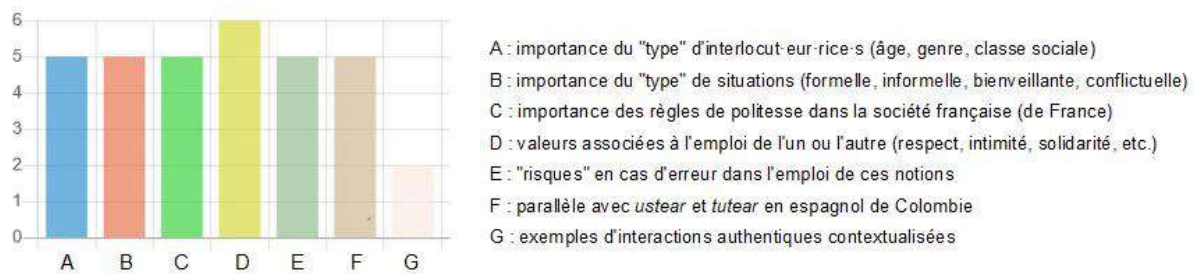 6
5
4
3
2
1
0
A B C D E F G
A : importance du "type" d'interlocut·eur·rice·s (âge, genre, classe sociale)
B : importance du "type" de situations (formelle, informelle, bienveillante, conflictuelle)
C : importance des règles de politesse dans la société française (de France)
D : valeurs associées à l'emploi de l'un ou l'autre (respect, intimité, solidarité, etc.)
E : "risques" en cas d'erreur dans l'emploi de ces notions
F : parallèle avec ustear et tutear en espagnol de Colombie
G : exemples d'interactions authentiques contextualisées